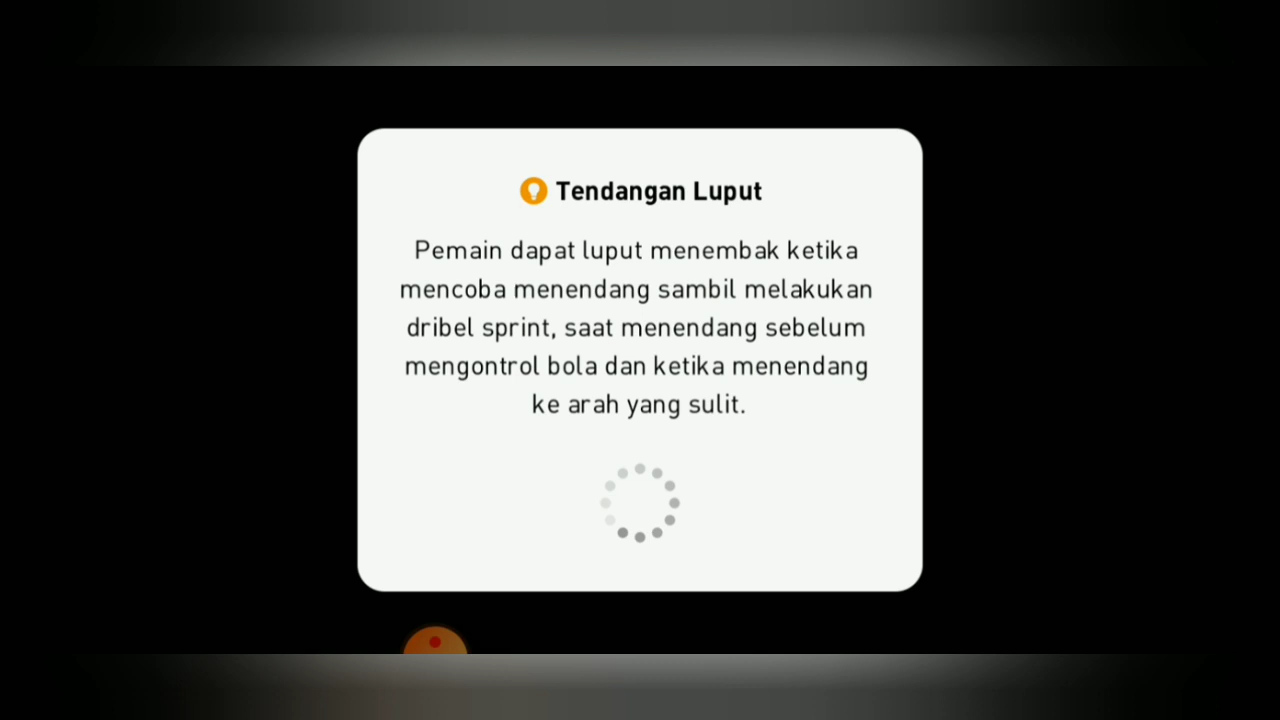 Tendangan Luput
Pemain dapat luput menembak ketika
mencoba menendang sambil melakukan
dribel sprint, saat menendang sebelum
mengontrol bola dan ketika menendang
ke arah yang sulit.